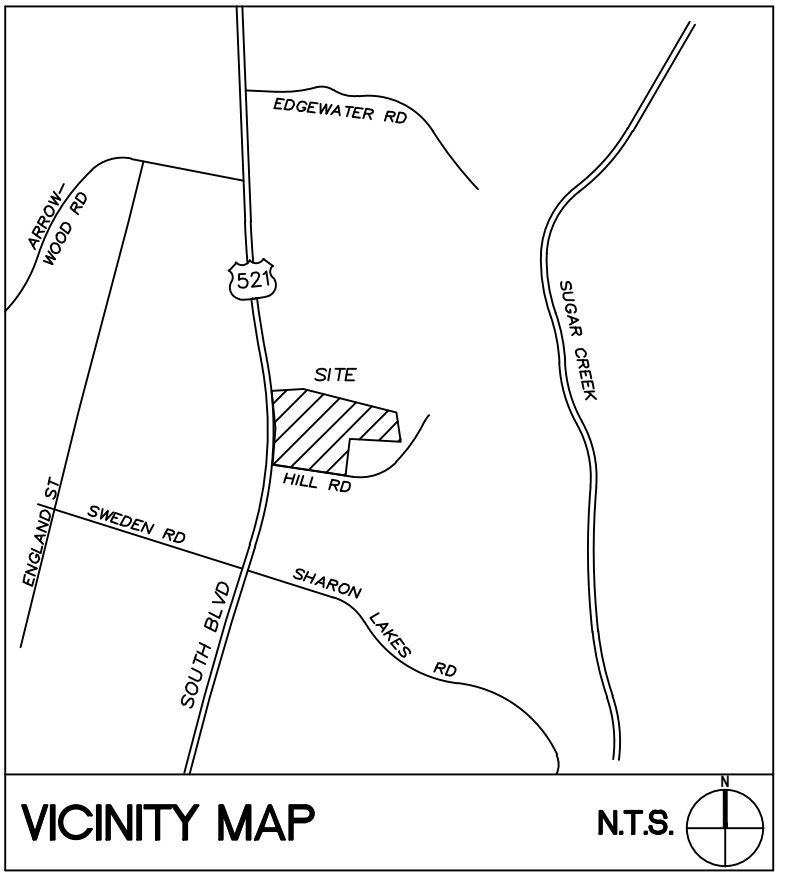 EDGEWATER RD
ARROW-
WOOD RD
521
SUGAR CREEK
SITE
HILL RD
ENGLAND ST
SWEDEN RD
SHARON
LAKES
RD
SOUTH BLVD
VICINITY MAP
N.T.S.
N